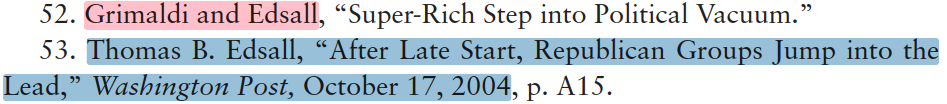 52. Grimaldi and Edsall, “Super-Rich Step into Political Vacuum.”
53. Thomas B. Edsall, “After Late Start, Republican Groups Jump into the
Lead,” Washington Post, October 17, 2004, p. A15.